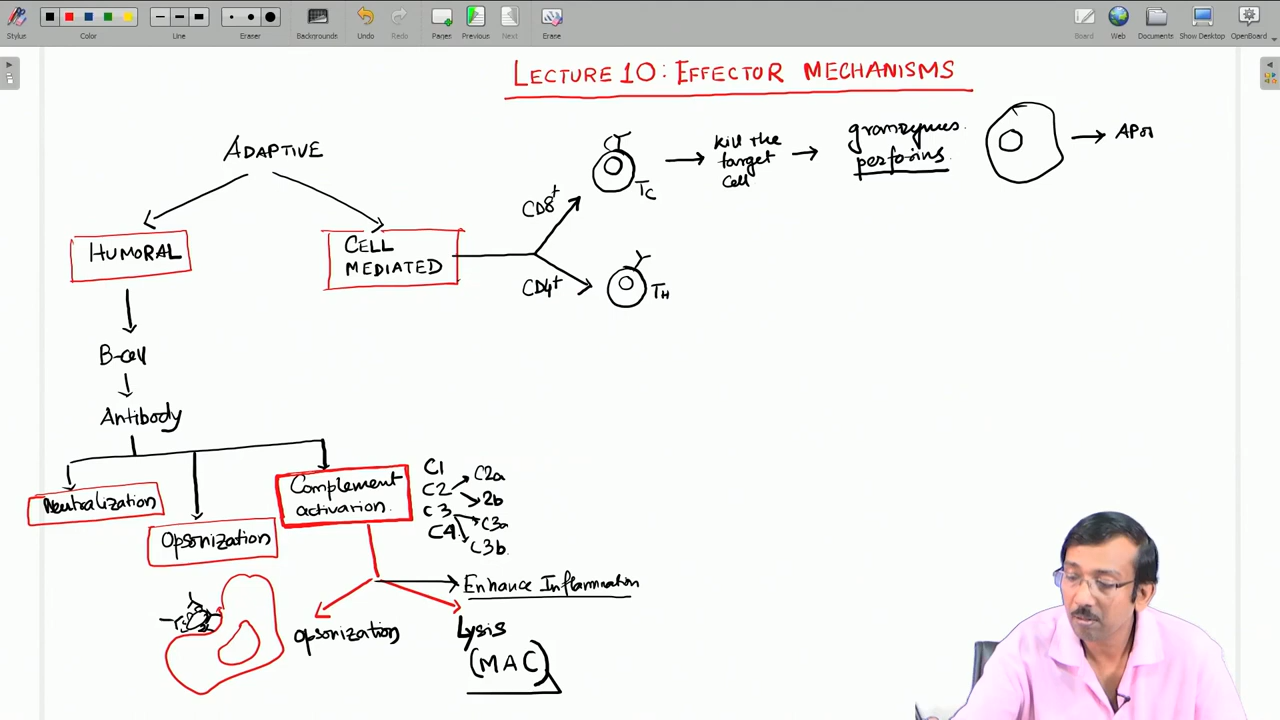 Stylus
Color
Line
Eraser
Backgrounds
Undo
Redo
Pages
Previous
Next
Erase
Board
Web
Documents
Show Desktop
OpenBoard
LECTURE 10: EFFECTOR MECHANISMS
ADAPTIVE
HUMORAL
CELL
MEDIATED
CD8+
TC
kill the
target
cell
granzymes.
perforins.
APO
CD4+
TH
B-cell
Antibody
Neutralization
Opsonization
Complement
activation.
C1
C2
C2a
2b
C3
C3a
C4
C3b
Enhance Inflammation
Opsonization
Lysis
(MAC)